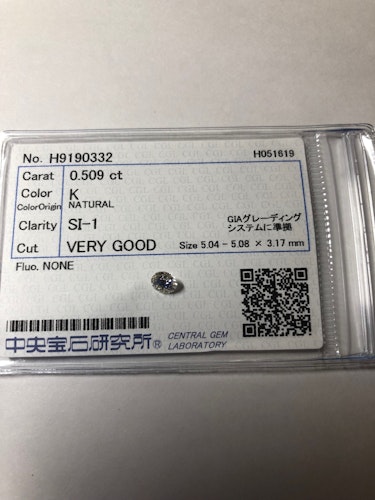 No. H9190332 H051619
Carat 0.509 ct
Color K
ColorOrigin NATURAL
Clarity SI-1 GIAグレーディング
システムに準拠
Cut VERY GOOD Size 5.04 - 5.08 × 3.17 mm
Fluo. NONE
中央宝石研究所® CENTRAL GEM
LABORATORY